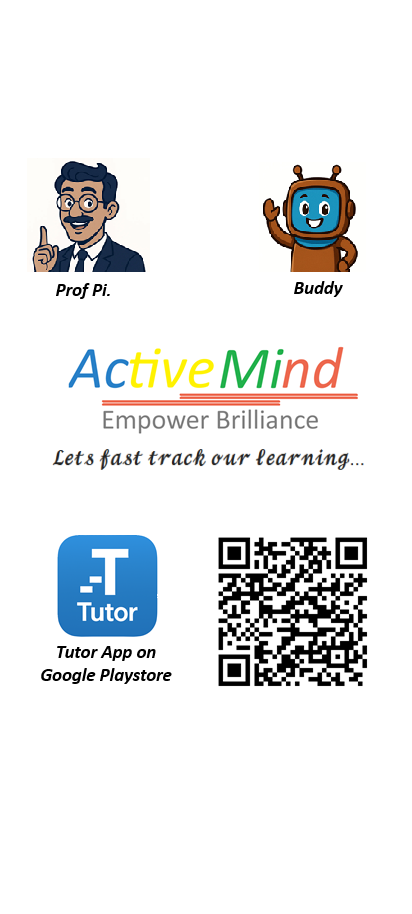 Prof Pi.
Buddy
ActiveMind
Empower Brilliance
Lets fast track our learning...
T
Tutor
Tutor App on
Google Playstore